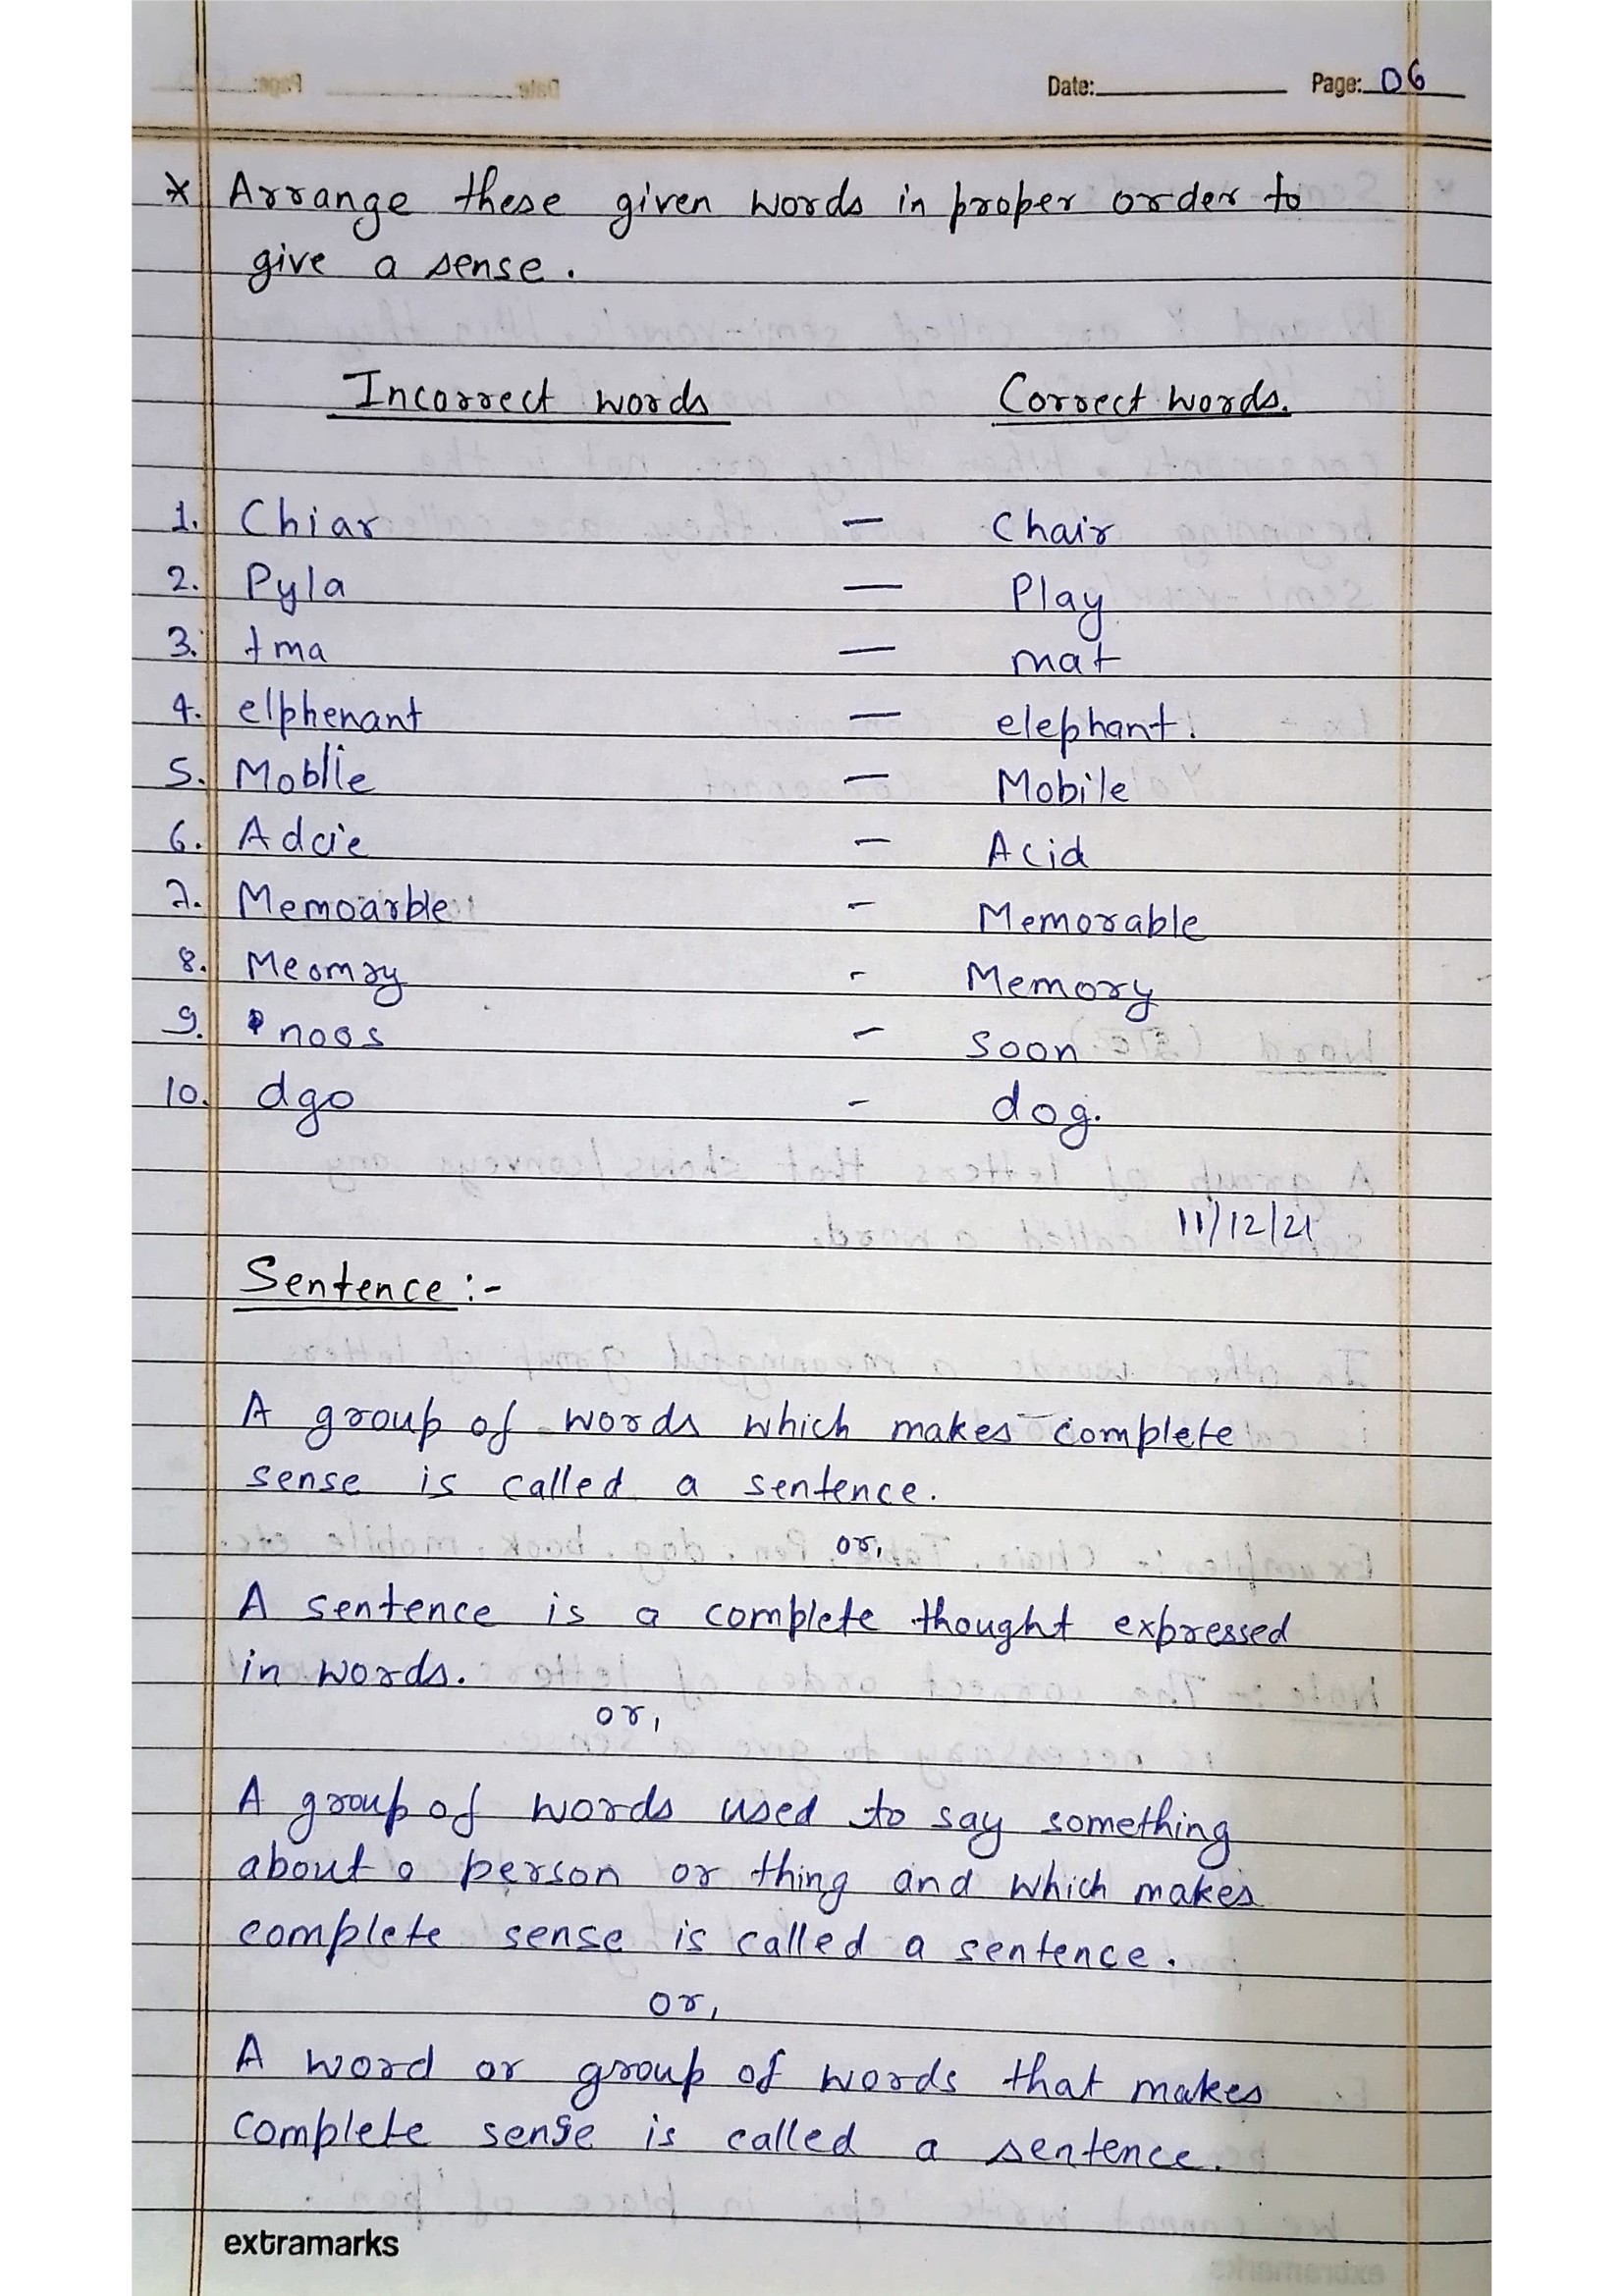 Date: Page: 06
* Arrange these given words in proper order to
give a sense.
Incorrect words Correct words.
1. Chiar — Chair
2. Pyla — Play
3. tma — mat
4. elphenant — elephant.
5. Moblie — Mobile
6. Adcie — Acid
7. Memoarble - Memorable
8. Meomry - Memory
9. noos - soon
10. dgo - dog.
11/12/21
Sentence :-
A group of words which makes complete
sense is called a sentence.
or,
A sentence is a complete thought expressed
in words.
or,
A group of words used to say something
about a person or thing and which makes
complete sense is called a sentence.
or,
A word or group of words that makes
complete sense is called a sentence.
extramarks